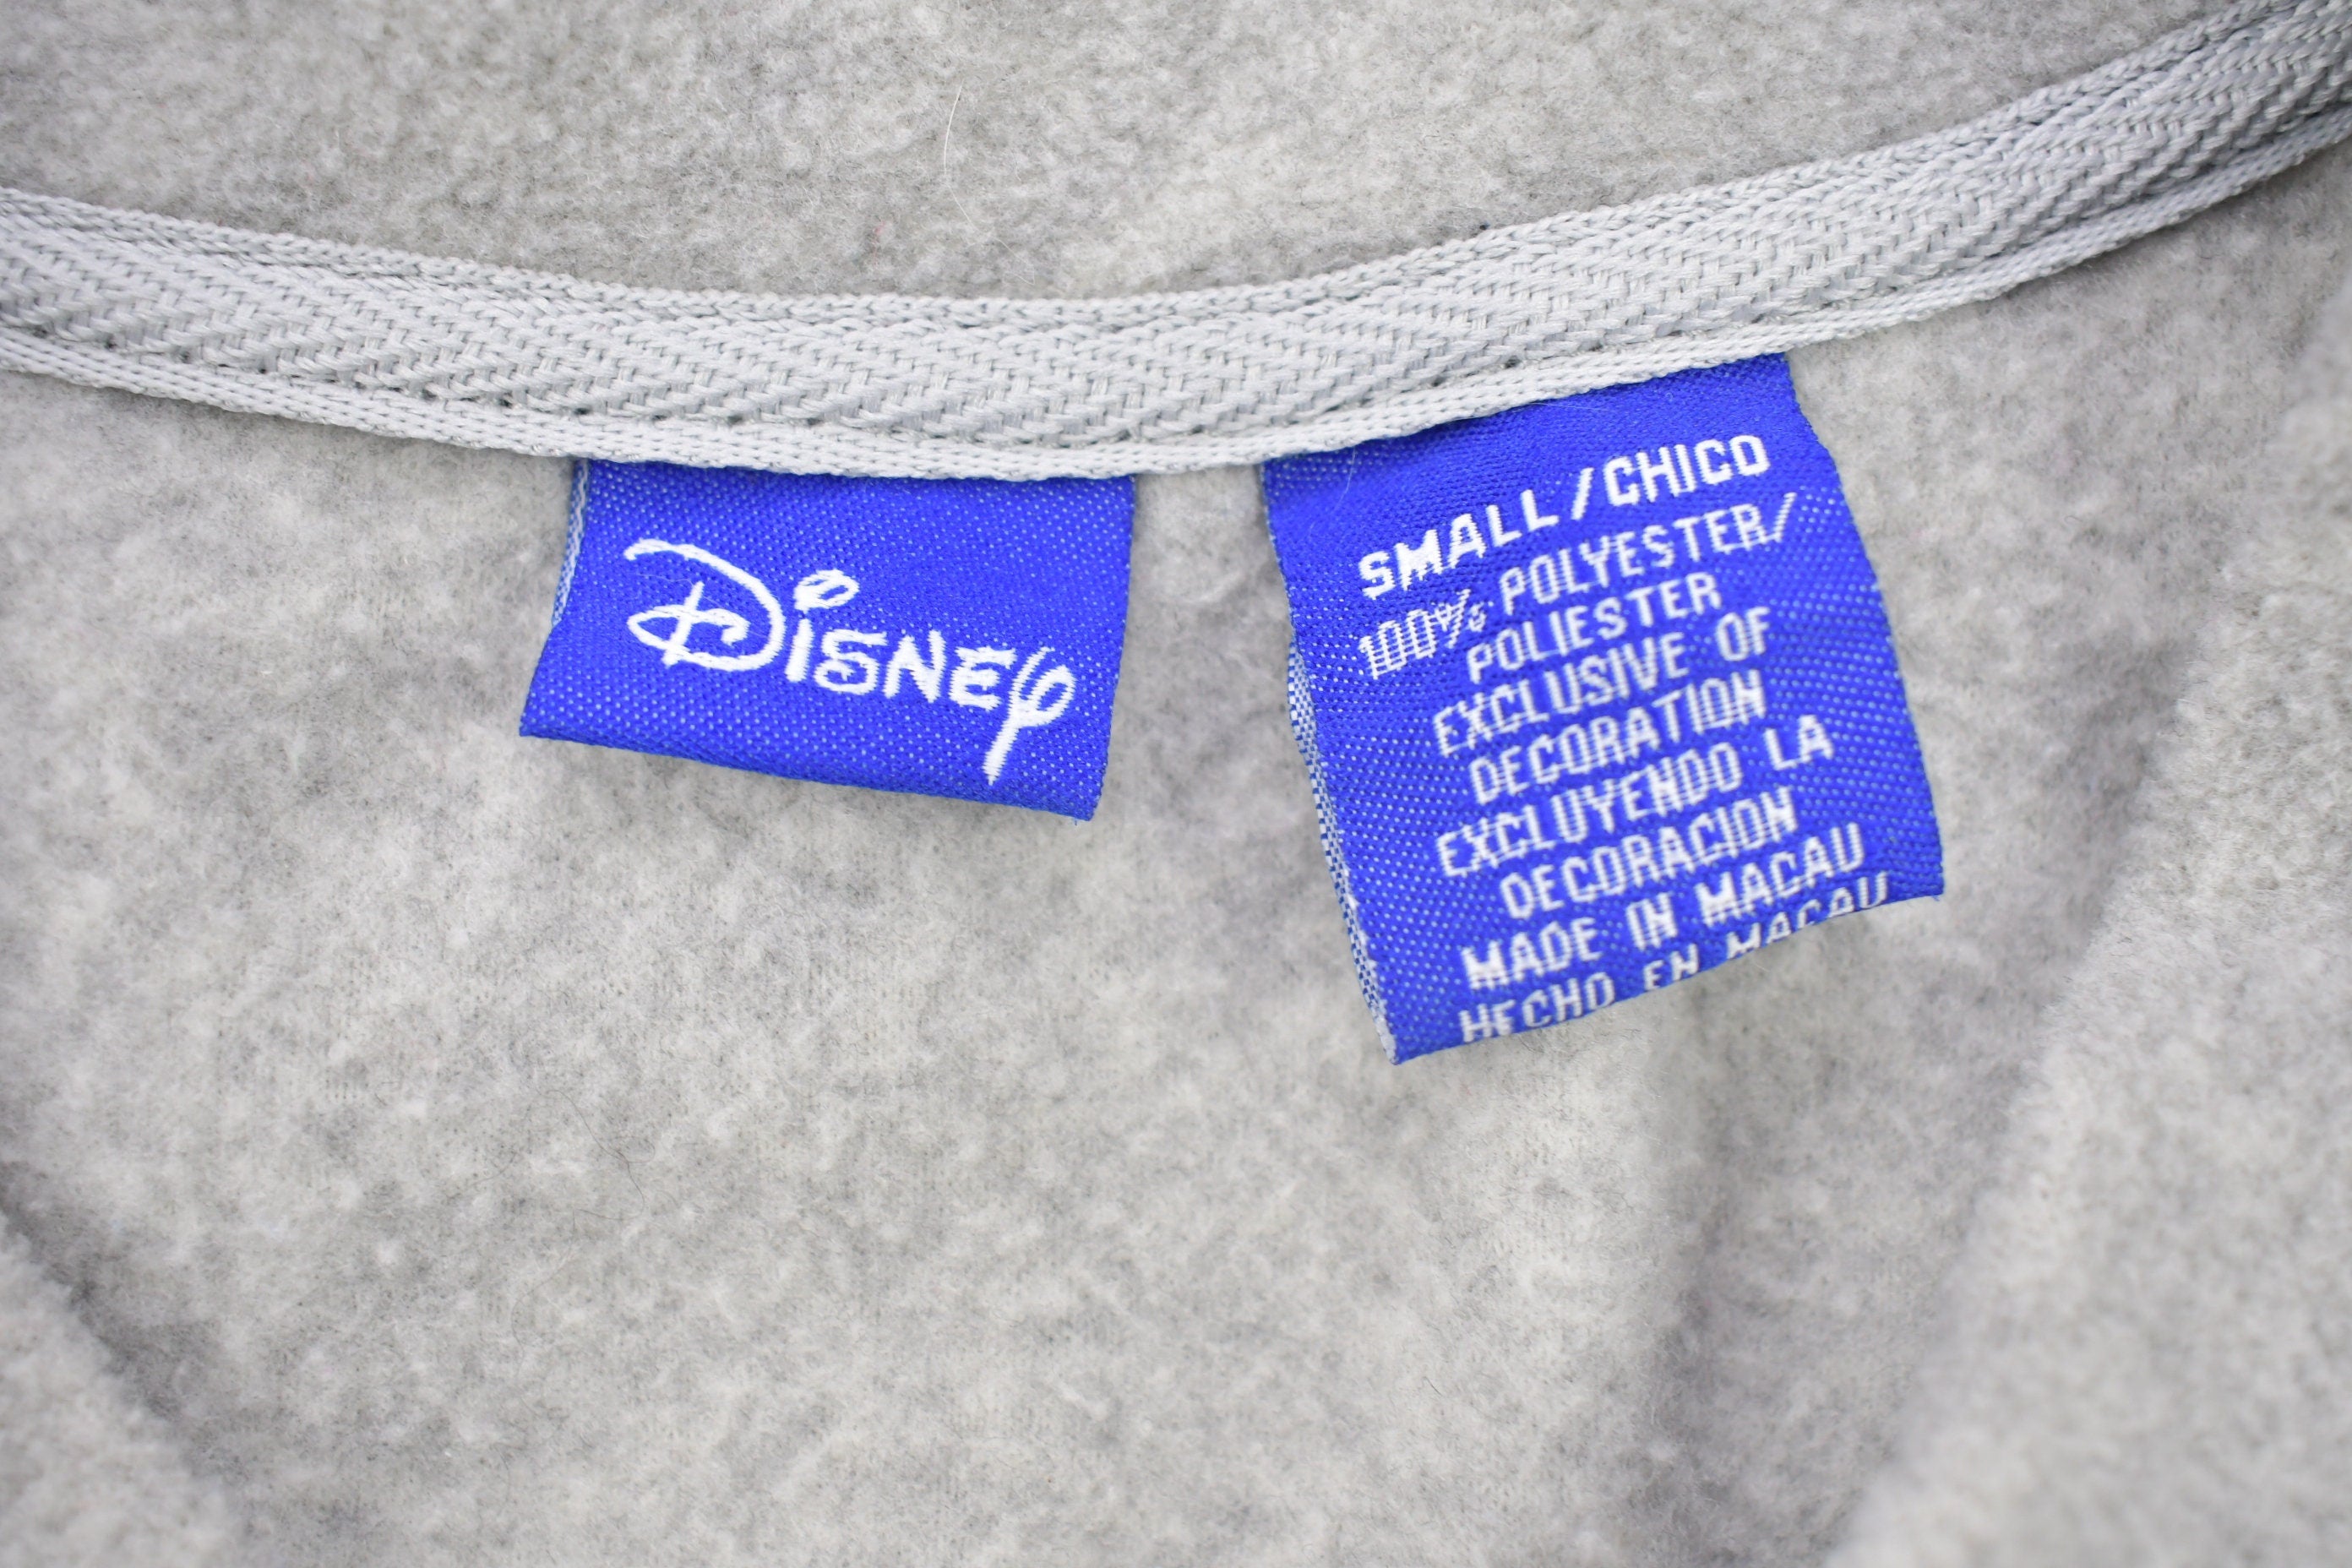 Disney
SMALL/CHICO
100% POLYESTER/
POLIESTER
EXCLUSIVE OF
DECORATION
EXCLUYENDO LA
DECORACION
MADE IN MACAU
HECHO EN MACAU